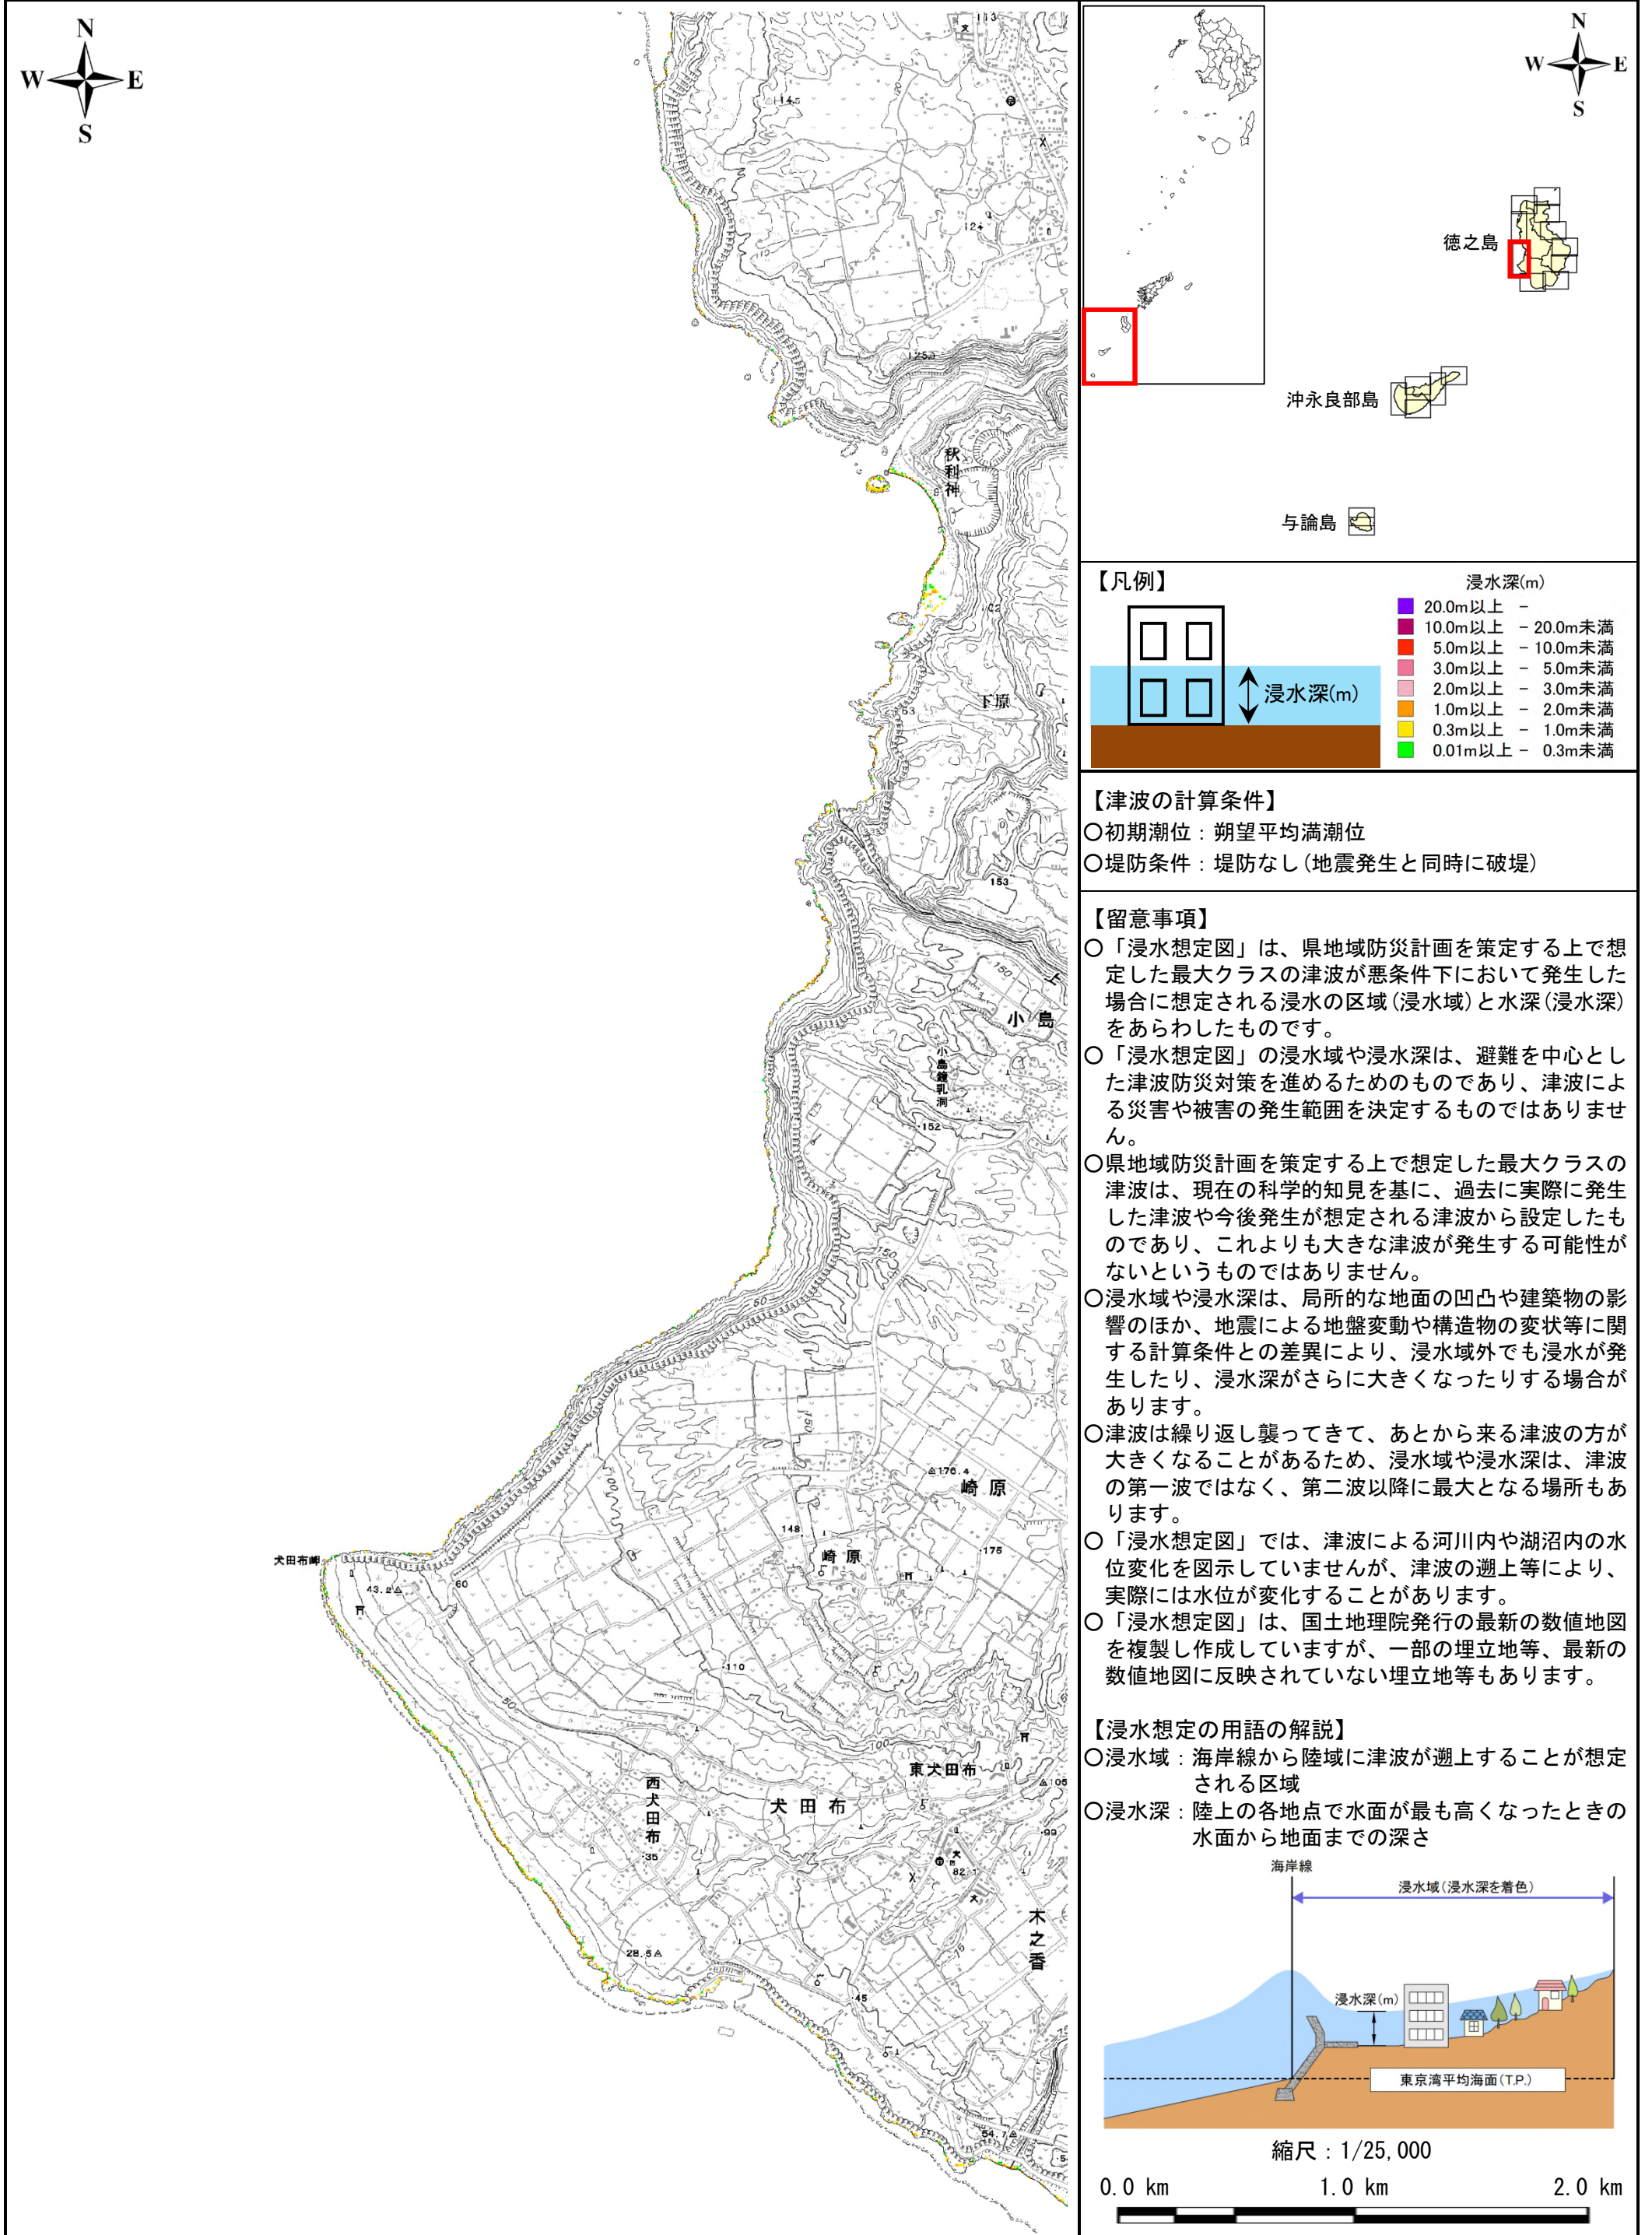 N
W E
S
113
114.5
120
124
110
125.3
秋利神
62
下原
63
153
150
上
小島
小島鐘乳洞
152
150
50
150
100
176.4
崎原
148
崎原
175
犬田布岬
43.2
60
110
50
100
東犬田布
105
西犬田布
犬田布
99
35
82.1
木之香
75
28.5
45
54.7
N
W E
S
徳之島
沖永良部島
与論島
【凡例】
浸水深(m)
浸水深(m)
20.0m以上 -
10.0m以上 - 20.0m未満
5.0m以上 - 10.0m未満
3.0m以上 - 5.0m未満
2.0m以上 - 3.0m未満
1.0m以上 - 2.0m未満
0.3m以上 - 1.0m未満
0.01m以上 - 0.3m未満
【津波の計算条件】
○初期潮位:朔望平均満潮位
○堤防条件:堤防なし(地震発生と同時に破堤)
【留意事項】
○「浸水想定図」は、県地域防災計画を策定する上で想
定した最大クラスの津波が悪条件下において発生した
場合に想定される浸水の区域(浸水域)と水深(浸水深)
をあらわしたものです。
○「浸水想定図」の浸水域や浸水深は、避難を中心とし
た津波防災対策を進めるためのものであり、津波によ
る災害や被害の発生範囲を決定するものではありませ
ん。
○県地域防災計画を策定する上で想定した最大クラスの
津波は、現在の科学的知見を基に、過去に実際に発生
した津波や今後発生が想定される津波から設定したも
のであり、これよりも大きな津波が発生する可能性が
ないというものではありません。
○浸水域や浸水深は、局所的な地面の凹凸や建築物の影
響のほか、地震による地盤変動や構造物の変状等に関
する計算条件との差異により、浸水域外でも浸水が発
生したり、浸水深がさらに大きくなったりする場合が
あります。
○津波は繰り返し襲ってきて、あとから来る津波の方が
大きくなることがあるため、浸水域や浸水深は、津波
の第一波ではなく、第二波以降に最大となる場所もあ
ります。
○「浸水想定図」では、津波による河川内や湖沼内の水
位変化を図示していませんが、津波の遡上等により、
実際には水位が変化することがあります。
○「浸水想定図」は、国土地理院発行の最新の数値地図
を複製し作成していますが、一部の埋立地等、最新の
数値地図に反映されていない埋立地等もあります。
【浸水想定の用語の解説】
○浸水域:海岸線から陸域に津波が遡上することが想定
される区域
○浸水深:陸上の各地点で水面が最も高くなったときの
水面から地面までの深さ
海岸線
浸水域(浸水深を着色)
浸水深(m)
東京湾平均海面(T.P.)
縮尺:1/25,000
0.0 km 1.0 km 2.0 km